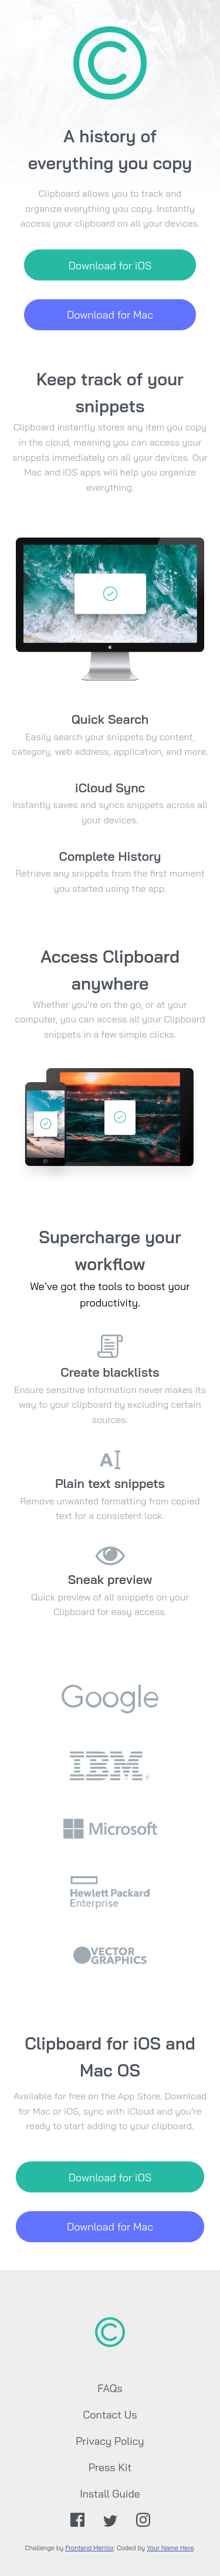 A history of
everything you copy
Clipboard allows you to track and
organize everything you copy. Instantly
access your clipboard on all your devices.
Download for iOS
Download for Mac
Keep track of your
snippets
Clipboard instantly stores any item you copy
in the cloud, meaning you can access your
snippets immediately on all your devices. Our
Mac and iOS apps will help you organize
everything.
Quick Search
Easily search your snippets by content,
category, web address, application, and more.
iCloud Sync
Instantly saves and syncs snippets across all
your devices.
Complete History
Retrieve any snippets from the first moment
you started using the app.
Access Clipboard
anywhere
Whether you're on the go, or at your
computer, you can access all your Clipboard
snippets in a few simple clicks.
Supercharge your
workflow
We've got the tools to boost your
productivity.
Create blacklists
Ensure sensitive information never makes its
way to your clipboard by excluding certain
sources.
A
Plain text snippets
Remove unwanted formatting from copied
text for a consistent look.
Sneak preview
Quick preview of all snippets on your
Clipboard for easy access.
Google
IBM
Microsoft
Hewlett Packard
Enterprise
VECTOR
GRAPHICS
Clipboard for iOS and
Mac OS
Available for free on the App Store. Download
for Mac or iOS, sync with iCloud and you're
ready to start adding to your clipboard.
Download for iOS
Download for Mac
FAQs
Contact Us
Privacy Policy
Press Kit
Install Guide
Challenge by Frontend Mentor. Coded by Your Name Here.